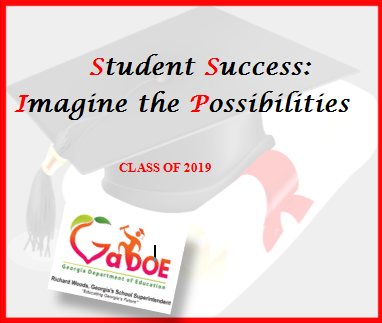 Student Success:
Imagine the Possibilities
CLASS OF 2019
GaDOE
Georgia Department of Education
Richard Woods, Georgia's School Superintendent
"Educating Georgia's Future"